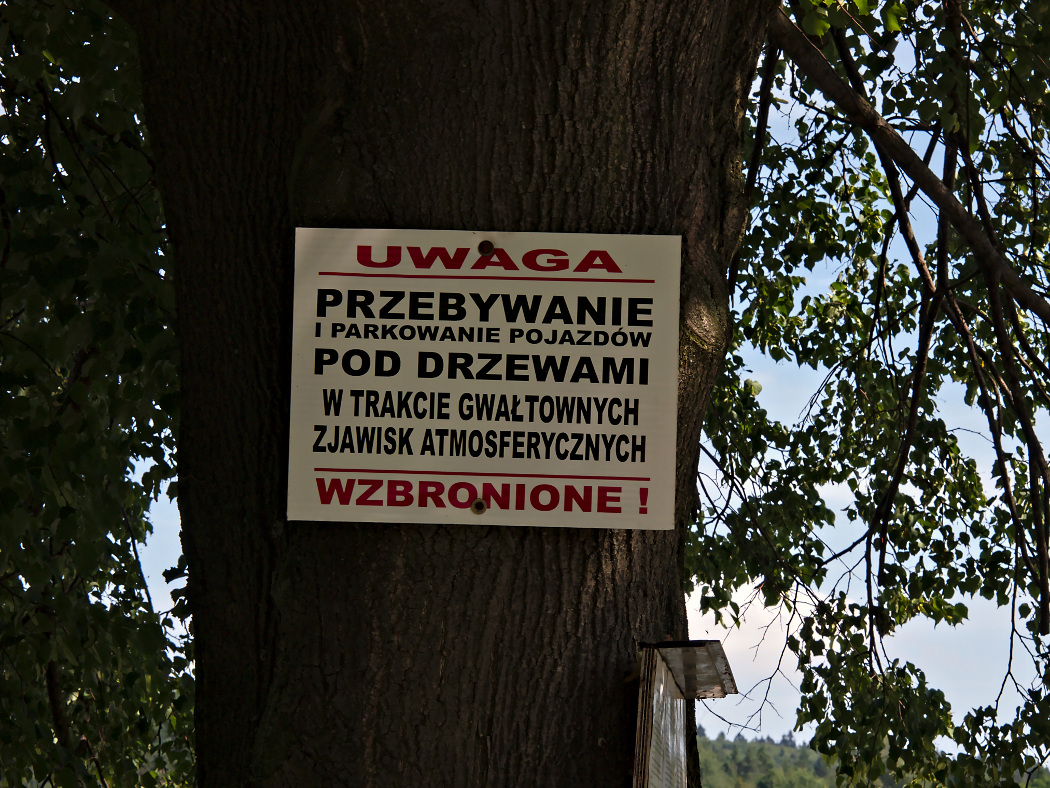 UWAGA
PRZEBYWANIE
I PARKOWANIE POJAZDÓW
POD DRZEWAMI
W TRAKCIE GWAŁTOWNYCH
ZJAWISK ATMOSFERYCZNYCH
WZBRONIONE !